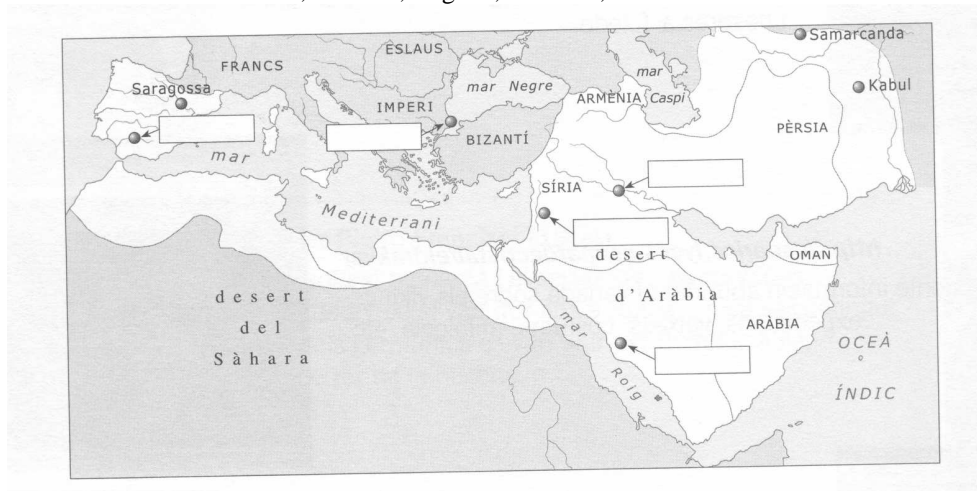 Samarcanda
ESLAUS
FRANCS
mar Negre
mar
Caspi
Kabul
Saragossa
IMPERI
BIZANTÍ
ARMÈNIA
PÈRSIA
mar
Mediterrani
SÍRIA
desert
d'Aràbia
OMAN
desert
del
Sàhara
mar
Roig
ARÀBIA
OCEÀ
ÍNDIC